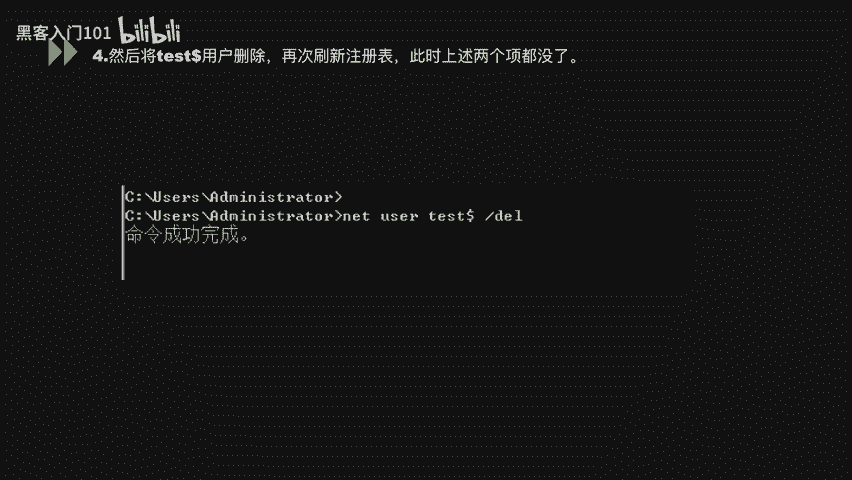 黑客入门101 bilibili
4.然后将test$用户删除，再次刷新注册表，此时上述两个项都没了。
C:\Users\Administrator>
C:\Users\Administrator>net user test$ /del
命令成功完成。